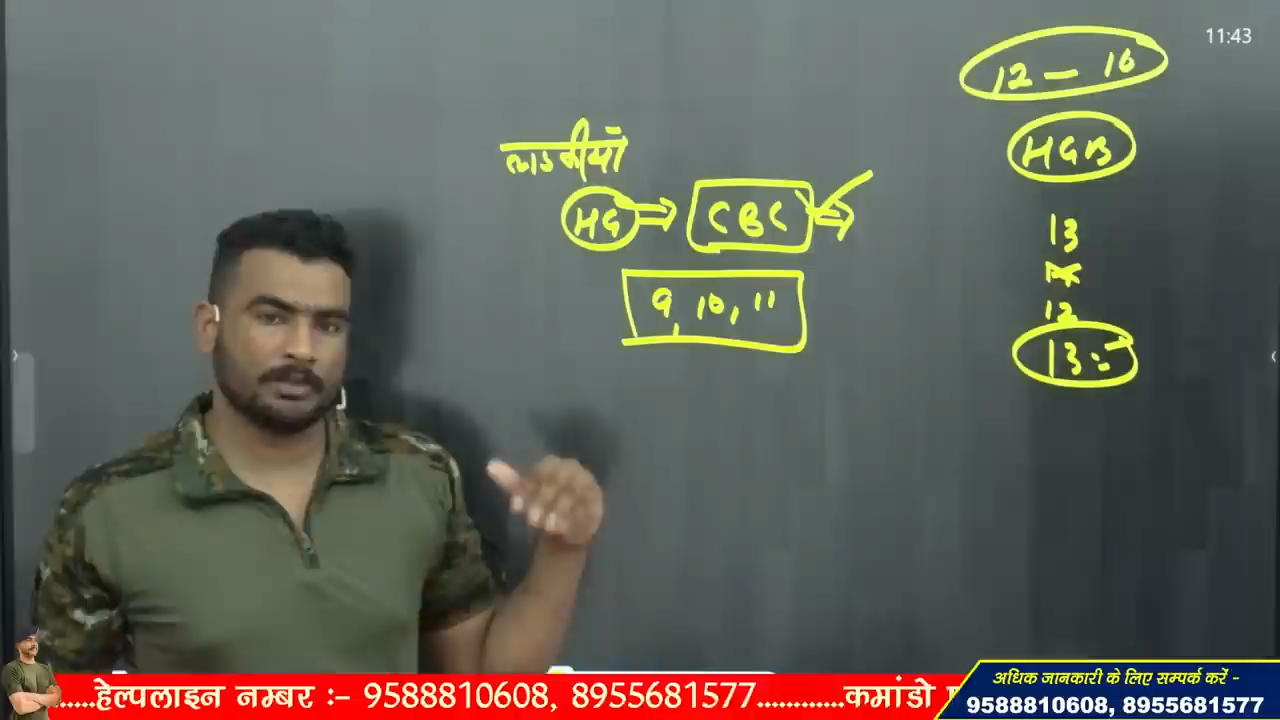 11:43
12 — 16
HGB
लाडलीयाँ
HG ⇒ CBC ⇒
13
9, 10, 11
12
13:-
......हेल्पलाइन नम्बर :- 9588810608, 8955681577............कमांडो
अधिक जानकारी के लिए सम्पर्क करें -
9588810608, 8955681577